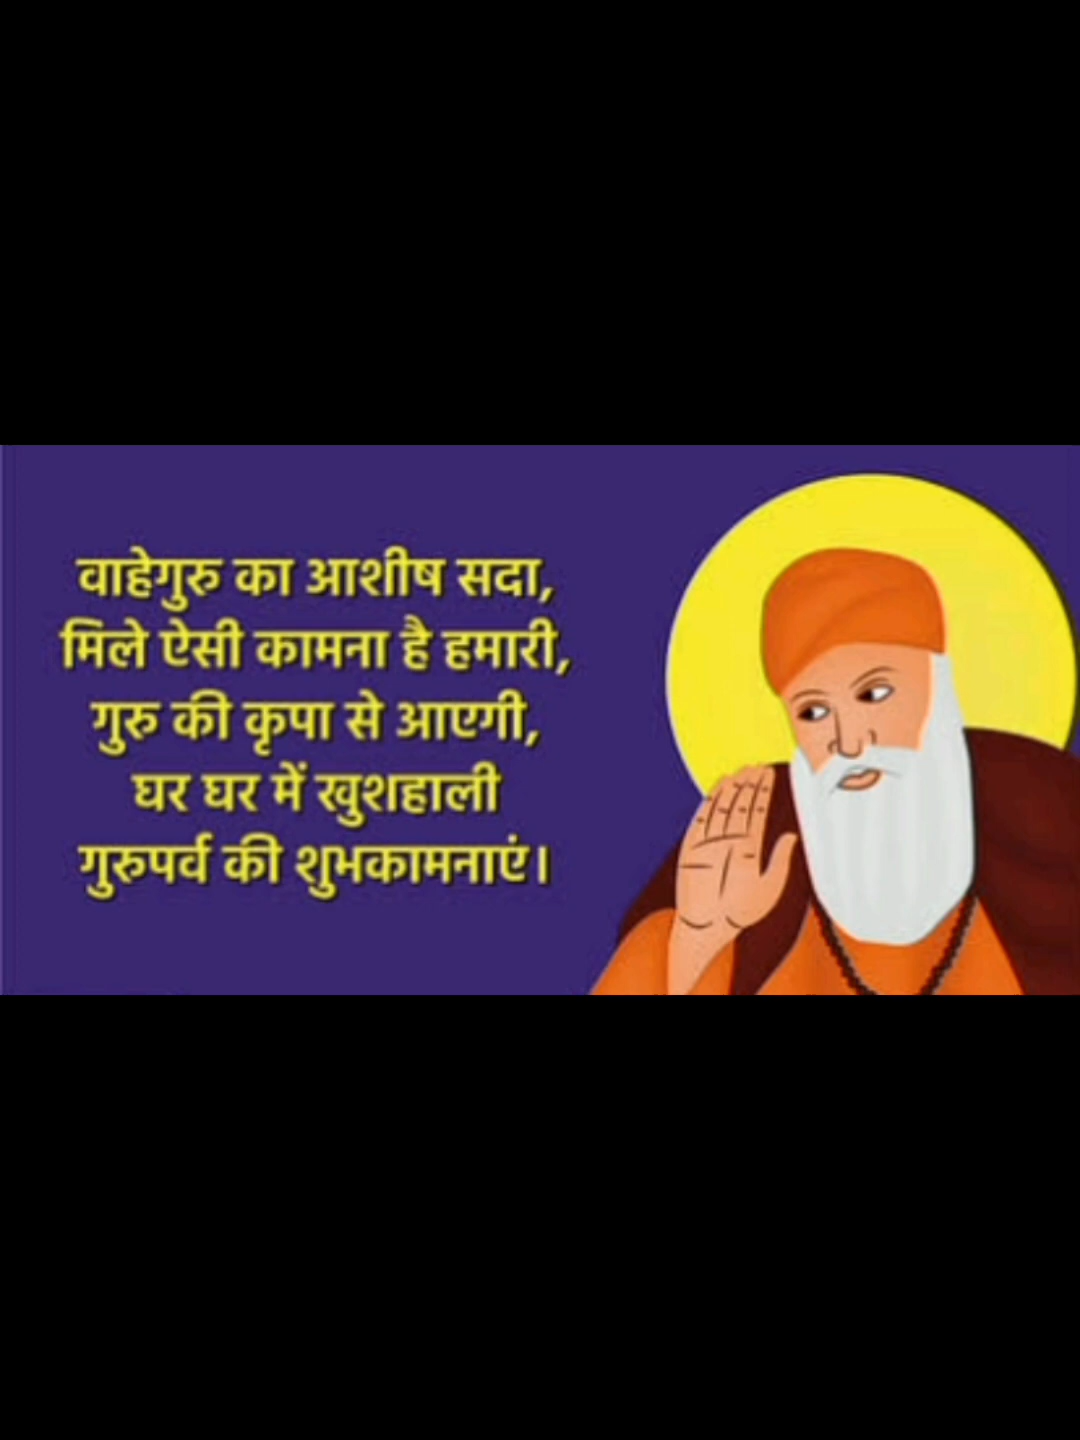 वाहेगुरु का आशीष सदा,
मिले ऐसी कामना है हमारी,
गुरु की कृपा से आएगी,
घर घर में खुशहाली
गुरुपर्व की शुभकामनाएं।